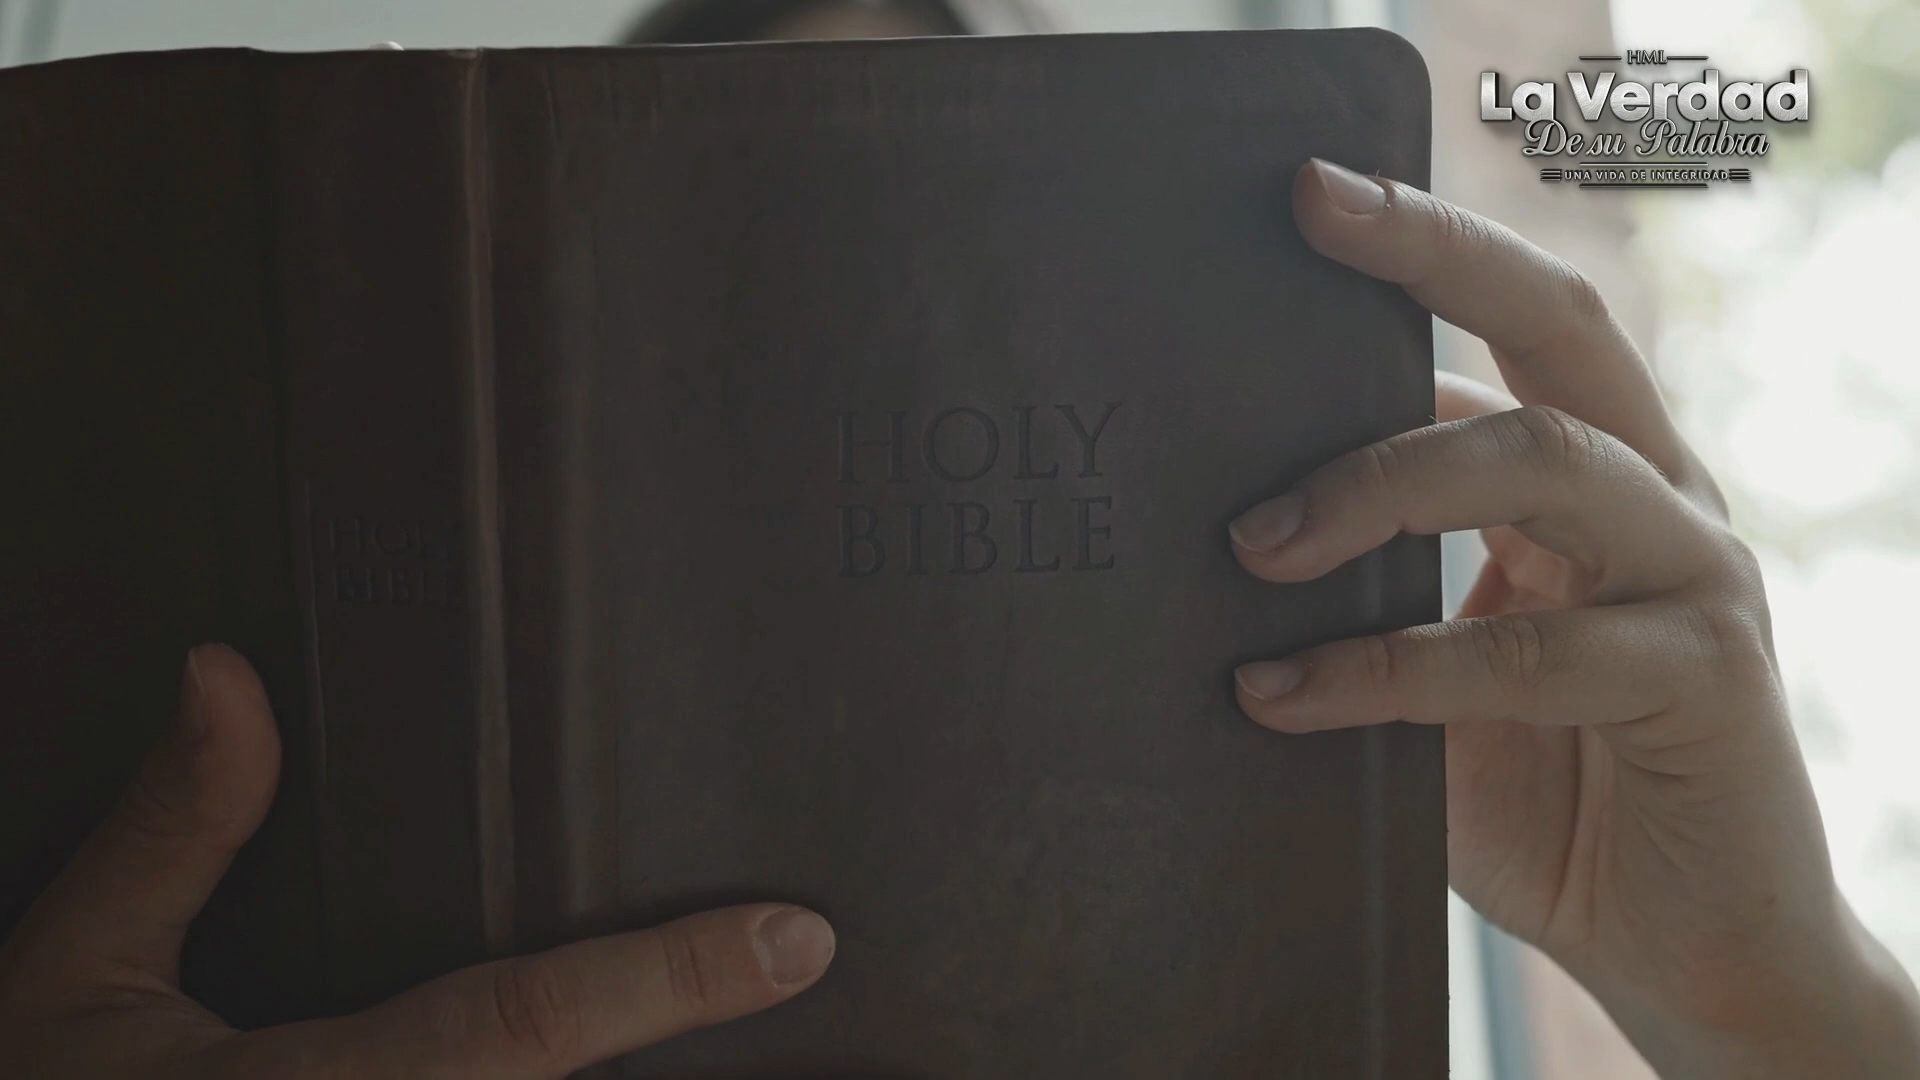 HML
La Verdad
De su Palabra
UNA VIDA DE INTEGRIDAD
HOLY
BIBLE
HOLY
BIBLE